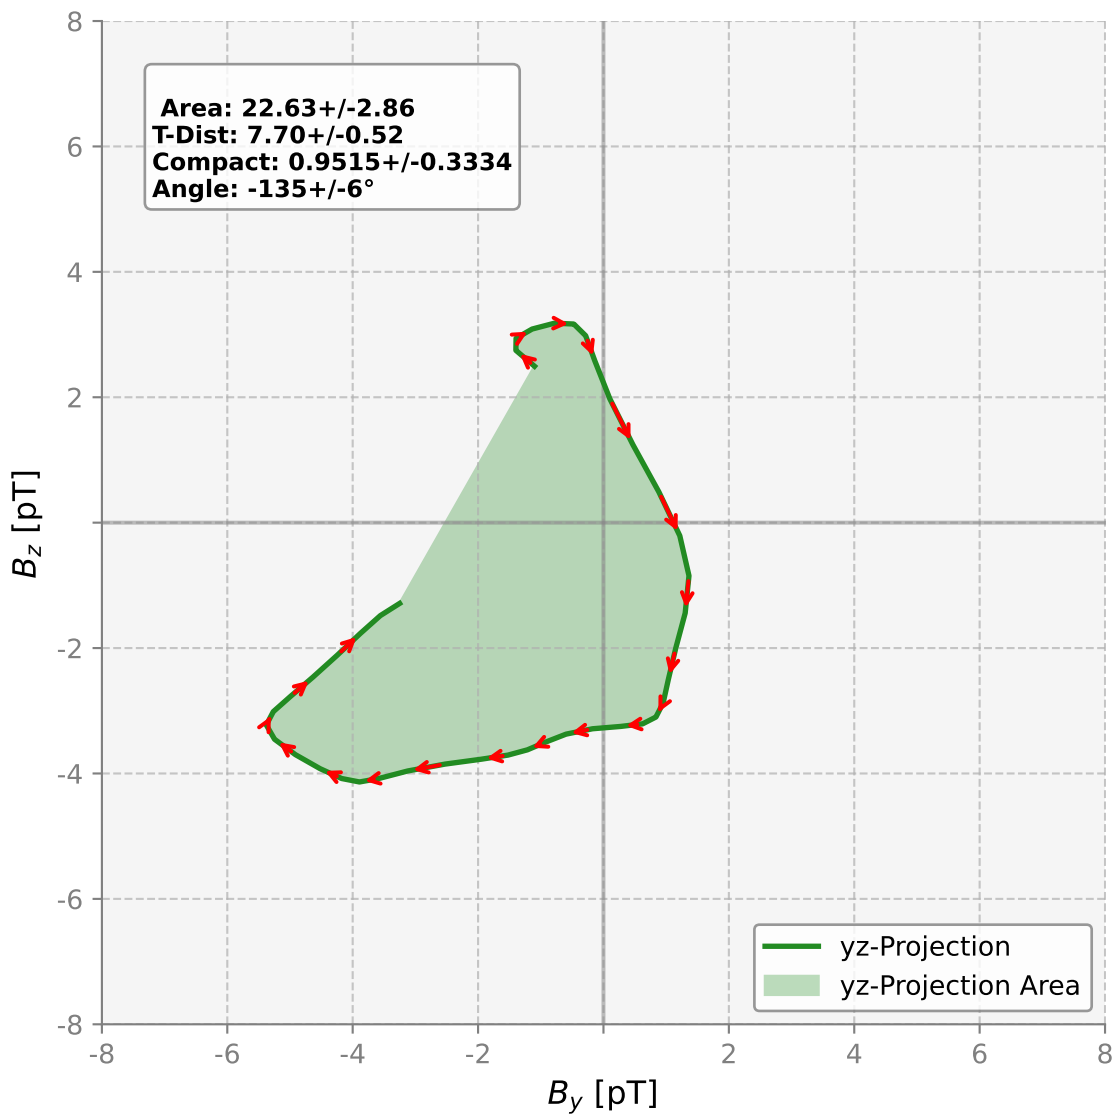 8
6
4
2
-2
-4
-6
-8
-8
-6
-4
-2
2
4
6
8
Area: 22.63+/-2.86
T-Dist: 7.70+/-0.52
Compact: 0.9515+/-0.3334
Angle: -135+/-6°
B_z [pT]
B_y [pT]
yz-Projection
yz-Projection Area